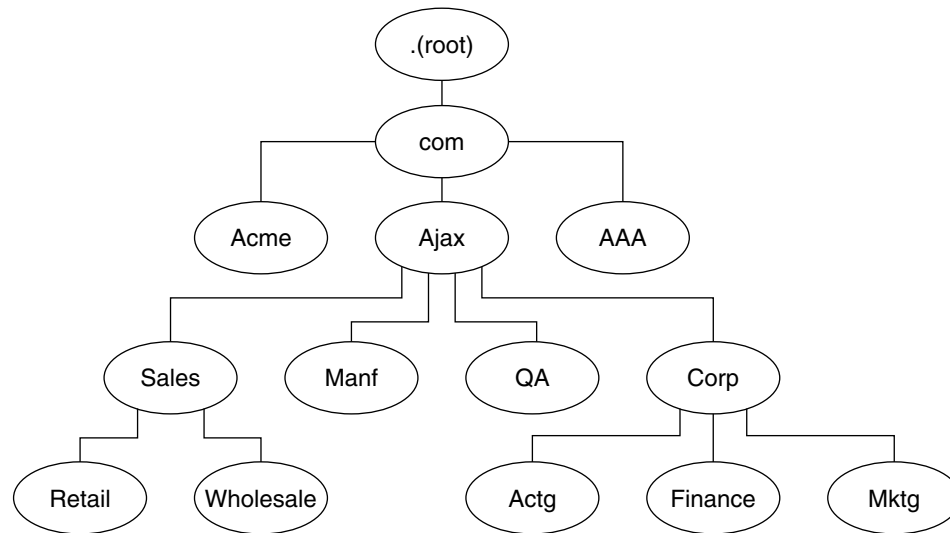 .(root)
com
Acme
Ajax
AAA
Sales
Manf
QA
Corp
Retail
Wholesale
Actg
Finance
Mktg